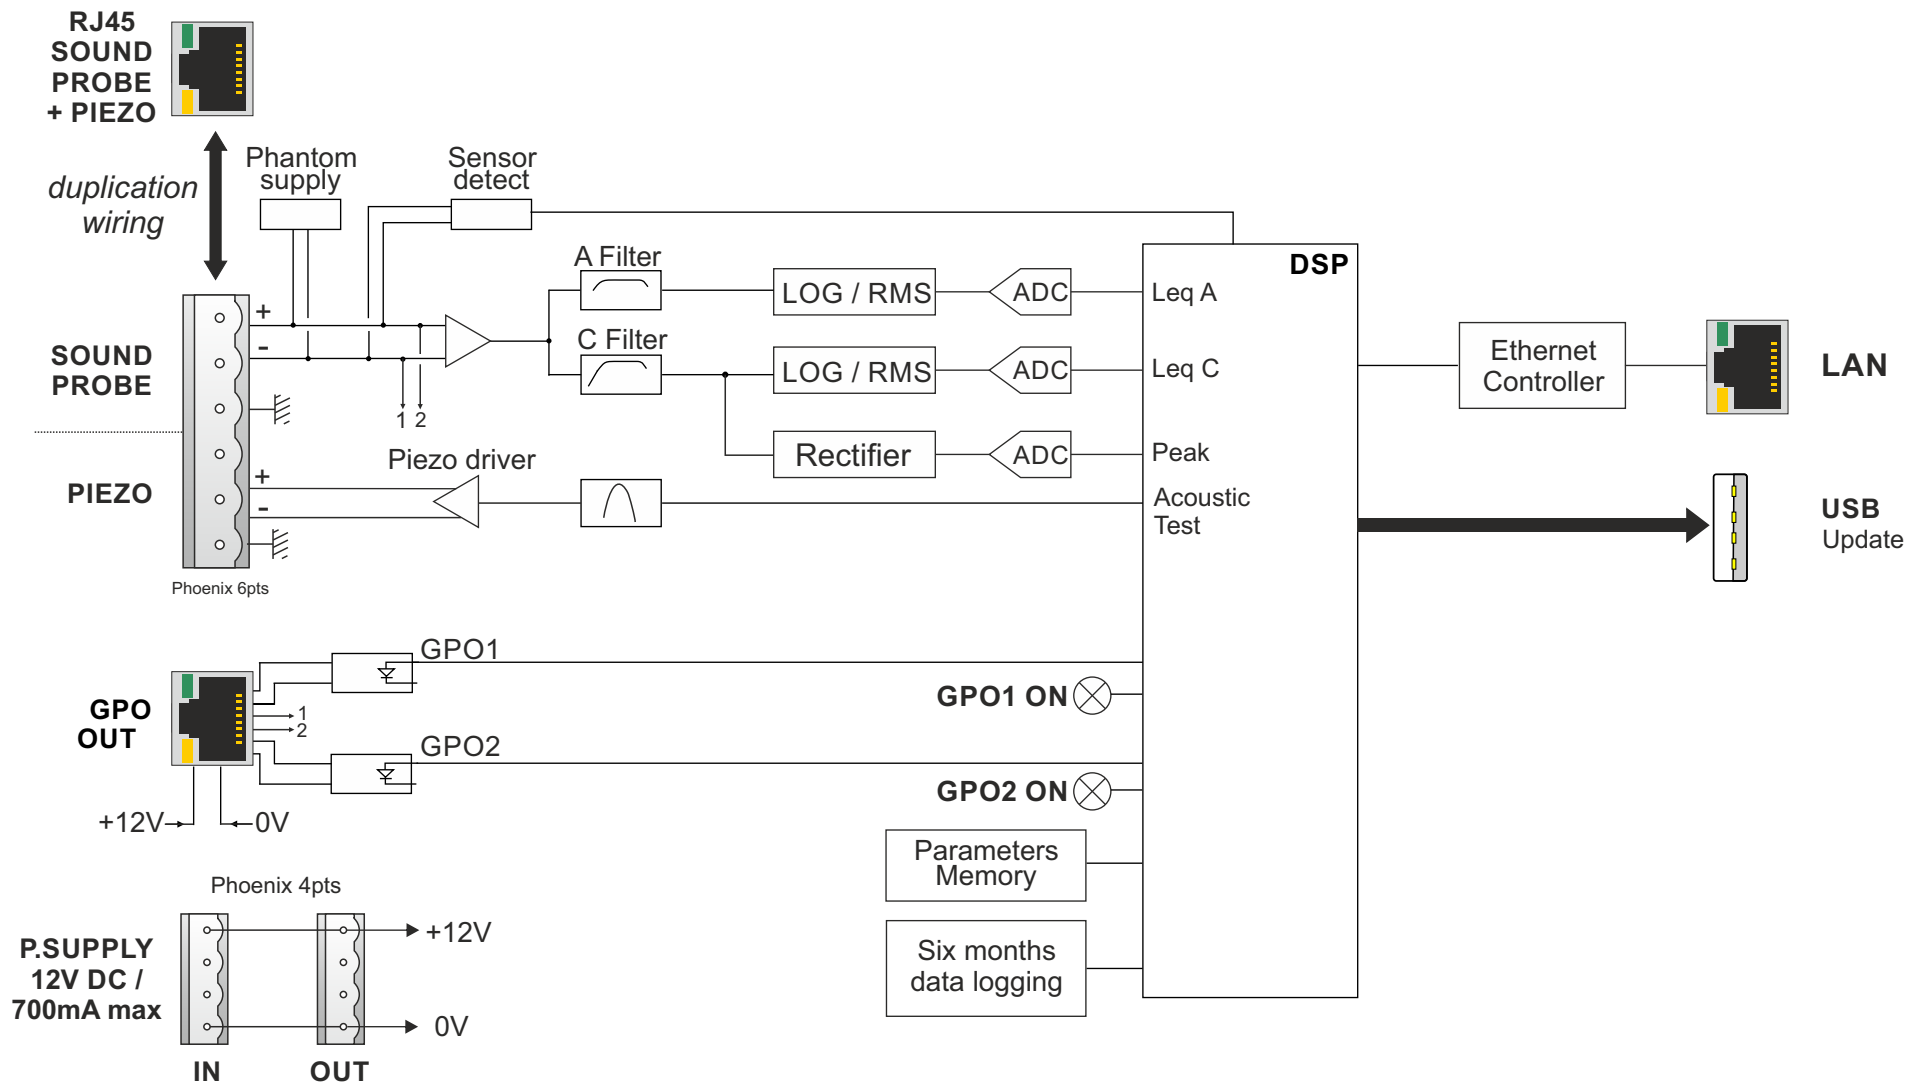 RJ45
SOUND
PROBE
+ PIEZO
duplication
wiring
Phantom
supply
Sensor
detect
A Filter
C Filter
LOG / RMS
ADC
Leq A
DSP
LOG / RMS
ADC
Leq C
Rectifier
ADC
Peak
Acoustic
Test
SOUND
PROBE
+
-
1 2
PIEZO
+
-
Piezo driver
Phoenix 6pts
Ethernet
Controller
LAN
USB
Update
GPO
OUT
GPO1
1
2
GPO2
+12V
0V
GPO1 ON
GPO2 ON
Parameters
Memory
Six months
data logging
Phoenix 4pts
P.SUPPLY
12V DC /
700mA max
+12V
0V
IN
OUT